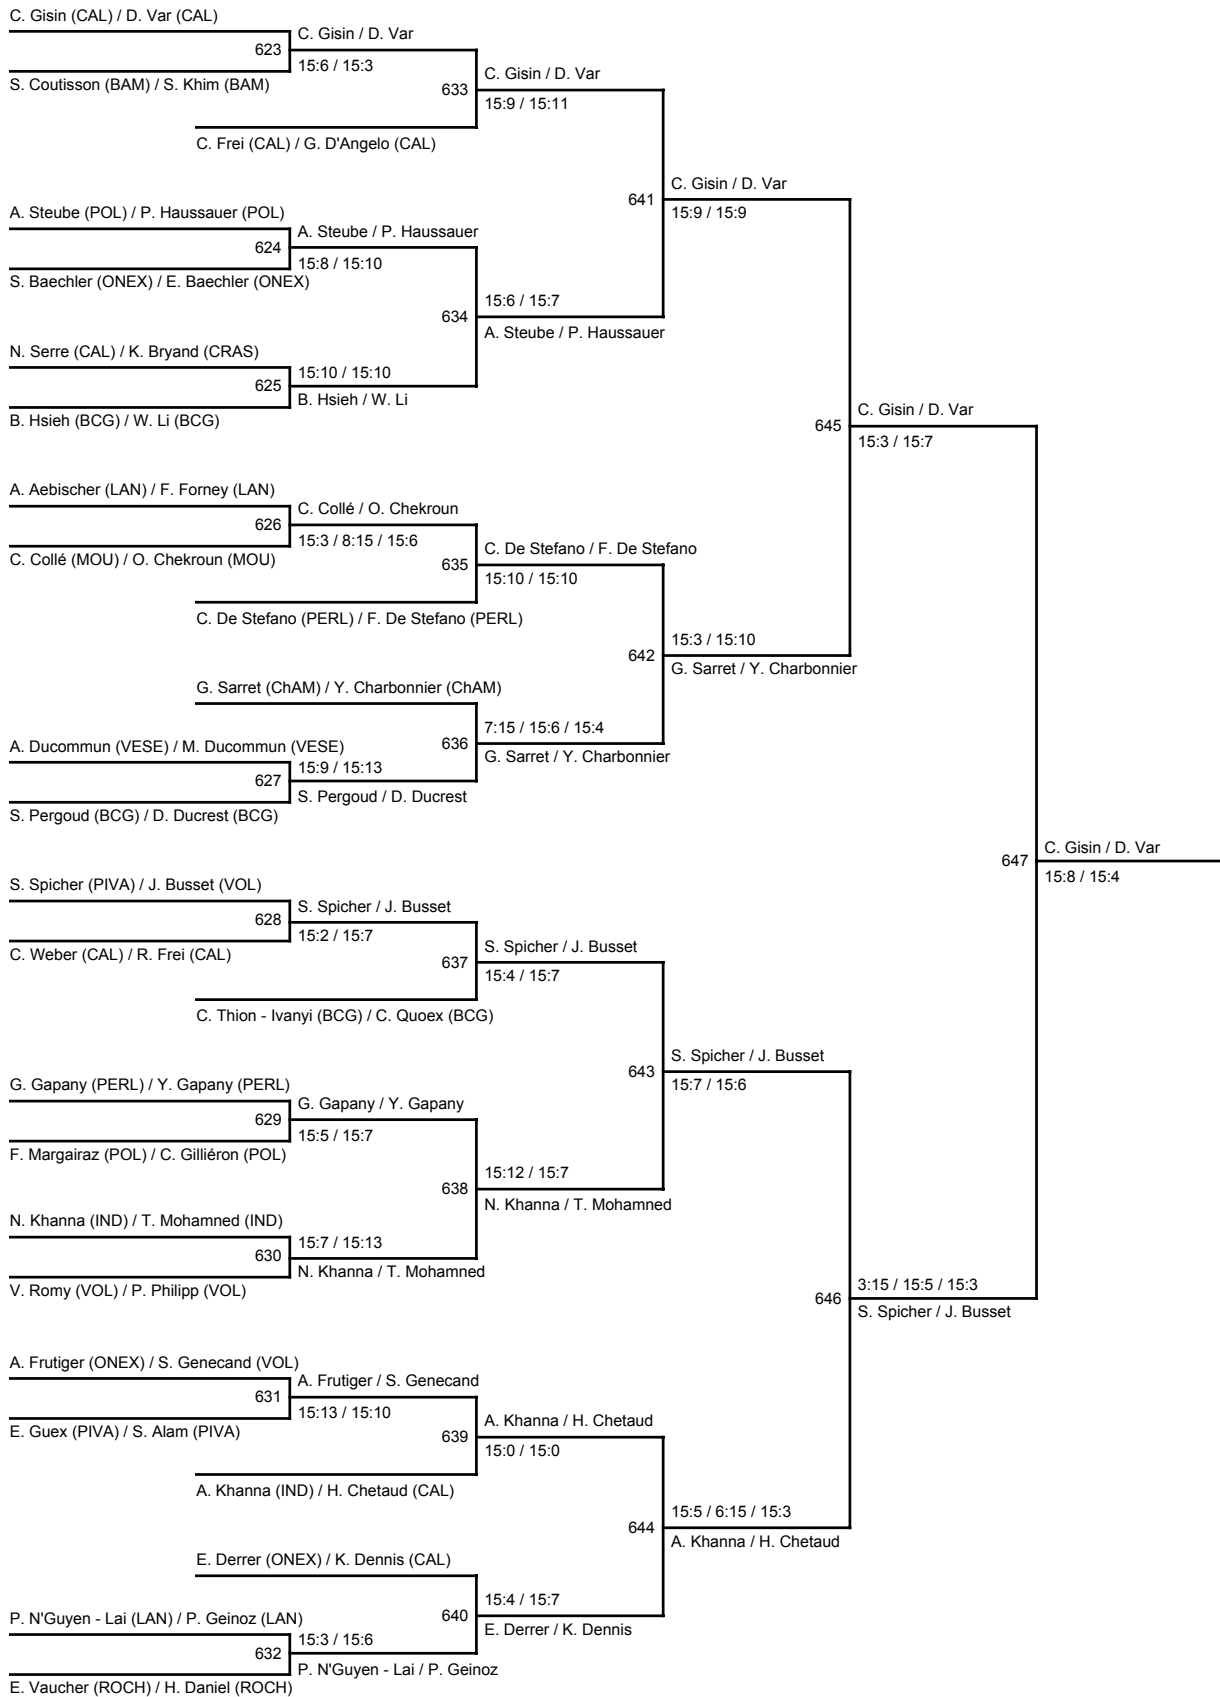 C. Gisin (CAL) / D. Var (CAL)
623
C. Gisin / D. Var
15:6 / 15:3
S. Coutisson (BAM) / S. Khim (BAM)
633
C. Gisin / D. Var
15:9 / 15:11
C. Frei (CAL) / G. D'Angelo (CAL)
641
C. Gisin / D. Var
15:9 / 15:9
A. Steube (POL) / P. Haussauer (POL)
624
A. Steube / P. Haussauer
15:8 / 15:10
S. Baechler (ONEX) / E. Baechler (ONEX)
634
15:6 / 15:7
A. Steube / P. Haussauer
N. Serre (CAL) / K. Bryand (CRAS)
625
15:10 / 15:10
B. Hsieh / W. Li
B. Hsieh (BCG) / W. Li (BCG)
645
C. Gisin / D. Var
15:3 / 15:7
A. Aebischer (LAN) / F. Forney (LAN)
626
C. Collé / O. Chekroun
15:3 / 8:15 / 15:6
C. Collé (MOU) / O. Chekroun (MOU)
635
C. De Stefano / F. De Stefano
15:10 / 15:10
C. De Stefano (PERL) / F. De Stefano (PERL)
642
15:3 / 15:10
G. Sarret / Y. Charbonnier
G. Sarret (ChAM) / Y. Charbonnier (ChAM)
636
7:15 / 15:6 / 15:4
G. Sarret / Y. Charbonnier
A. Ducommun (VESE) / M. Ducommun (VESE)
627
15:9 / 15:13
S. Pergoud / D. Ducrest
S. Pergoud (BCG) / D. Ducrest (BCG)
647
C. Gisin / D. Var
15:8 / 15:4
S. Spicher (PIVA) / J. Busset (VOL)
628
S. Spicher / J. Busset
15:2 / 15:7
C. Weber (CAL) / R. Frei (CAL)
637
S. Spicher / J. Busset
15:4 / 15:7
C. Thion - Ivanyi (BCG) / C. Quoex (BCG)
643
S. Spicher / J. Busset
15:7 / 15:6
G. Gapany (PERL) / Y. Gapany (PERL)
629
G. Gapany / Y. Gapany
15:5 / 15:7
F. Margairaz (POL) / C. Gilliéron (POL)
638
15:12 / 15:7
N. Khanna / T. Mohamned
N. Khanna (IND) / T. Mohamned (IND)
630
15:7 / 15:13
N. Khanna / T. Mohamned
V. Romy (VOL) / P. Philipp (VOL)
646
3:15 / 15:5 / 15:3
S. Spicher / J. Busset
A. Frutiger (ONEX) / S. Genecand (VOL)
631
A. Frutiger / S. Genecand
15:13 / 15:10
E. Guex (PIVA) / S. Alam (PIVA)
639
A. Khanna / H. Chetaud
15:0 / 15:0
A. Khanna (IND) / H. Chetaud (CAL)
644
15:5 / 6:15 / 15:3
A. Khanna / H. Chetaud
E. Derrer (ONEX) / K. Dennis (CAL)
640
15:4 / 15:7
E. Derrer / K. Dennis
P. N'Guyen - Lai (LAN) / P. Geinoz (LAN)
632
15:3 / 15:6
P. N'Guyen - Lai / P. Geinoz
E. Vaucher (ROCH) / H. Daniel (ROCH)